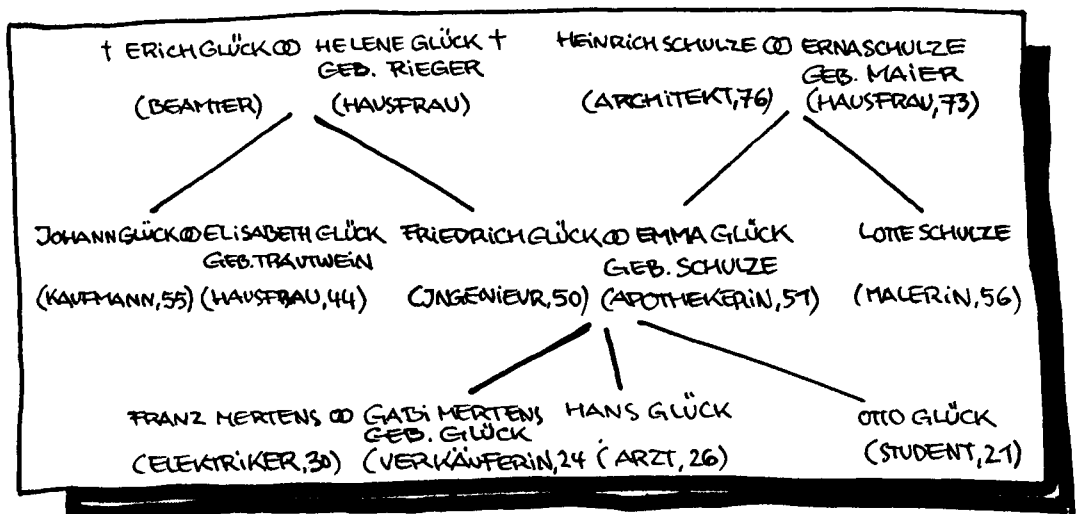 † ERICH GLÜCK ⚭ HELENE GLÜCK † HEINRICH SCHULZE ⚭ ERNA SCHULZE
GEB. RIEGER GEB. MAIER
(BEAMTER) (HAUSFRAU) (ARCHITEKT, 76) (HAUSFRAU, 73)
JOHANN GLÜCK ⚭ ELISABETH GLÜCK FRIEDRICH GLÜCK ⚭ EMMA GLÜCK LOTTE SCHULZE
GEB. TRAUTWEIN GEB. SCHULZE
(KAUFMANN, 55) (HAUSFRAU, 44) (INGENIEUR, 50) (APOTHEKERIN, 51) (MALERIN, 56)
FRANZ MERTENS ⚭ GABI MERTENS HANS GLÜCK OTTO GLÜCK
GEB. GLÜCK
(ELEKTRIKER, 30) (VERKÄUFERIN, 24 (ARZT, 26) (STUDENT, 21)